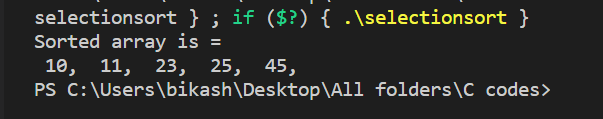 selectionsort } ; if ($?) { .\selectionsort }
Sorted array is =
10, 11, 23, 25, 45,
PS C:\Users\bikash\Desktop\All folders\C codes>